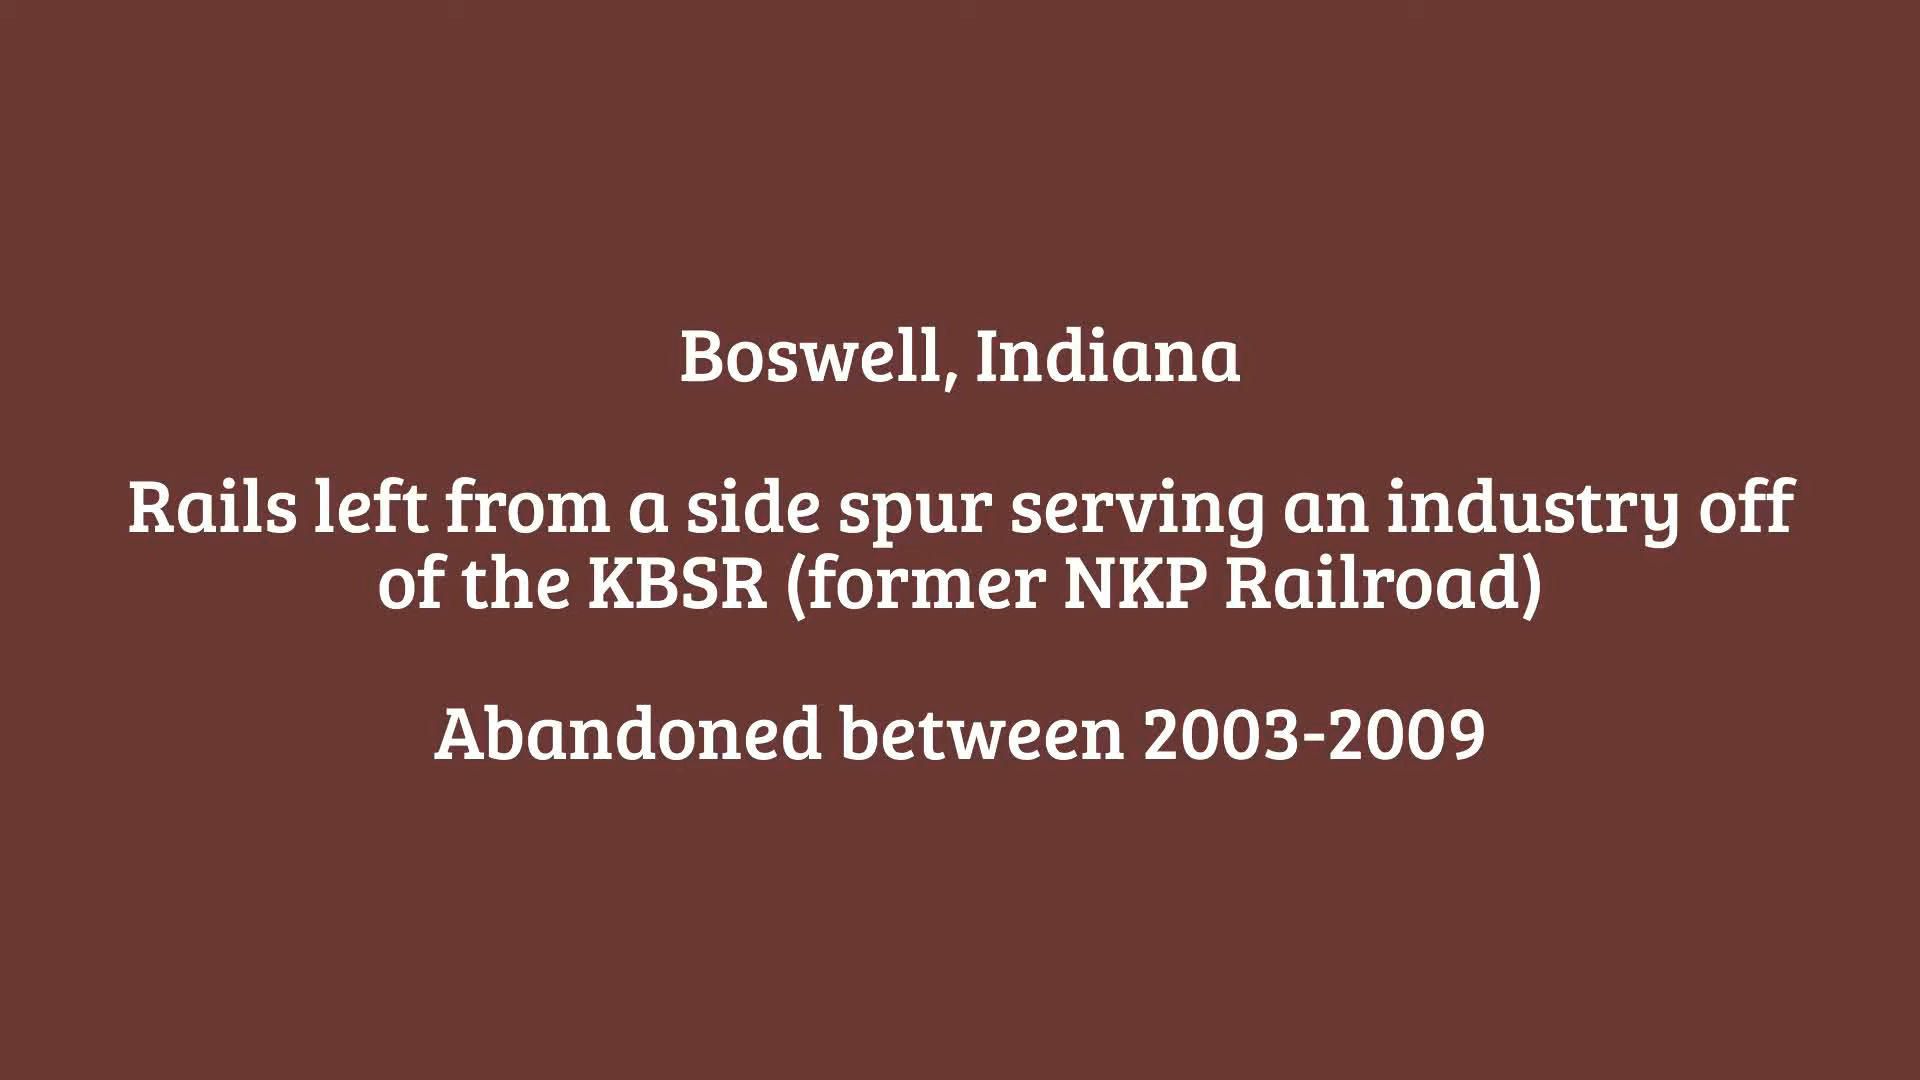 Boswell, Indiana
Rails left from a side spur serving an industry off
of the KBSR (former NKP Railroad)
Abandoned between 2003-2009